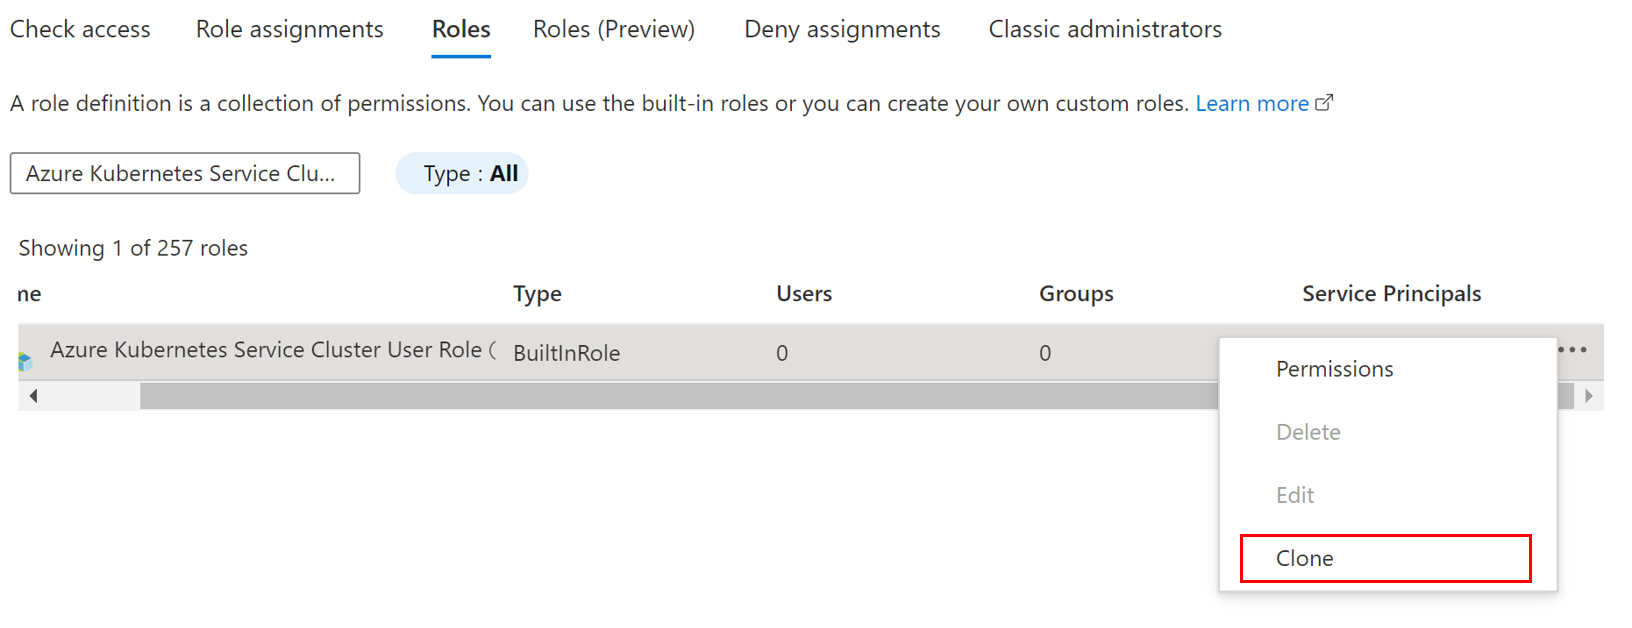 Check access Role assignments Roles Roles (Preview) Deny assignments Classic administrators
A role definition is a collection of permissions. You can use the built-in roles or you can create your own custom roles. Learn more
Azure Kubernetes Service Clu... Type : All
Showing 1 of 257 roles
ne Type Users Groups Service Principals
Azure Kubernetes Service Cluster User Role ( BuiltInRole 0 0
Permissions
Delete
Edit
Clone